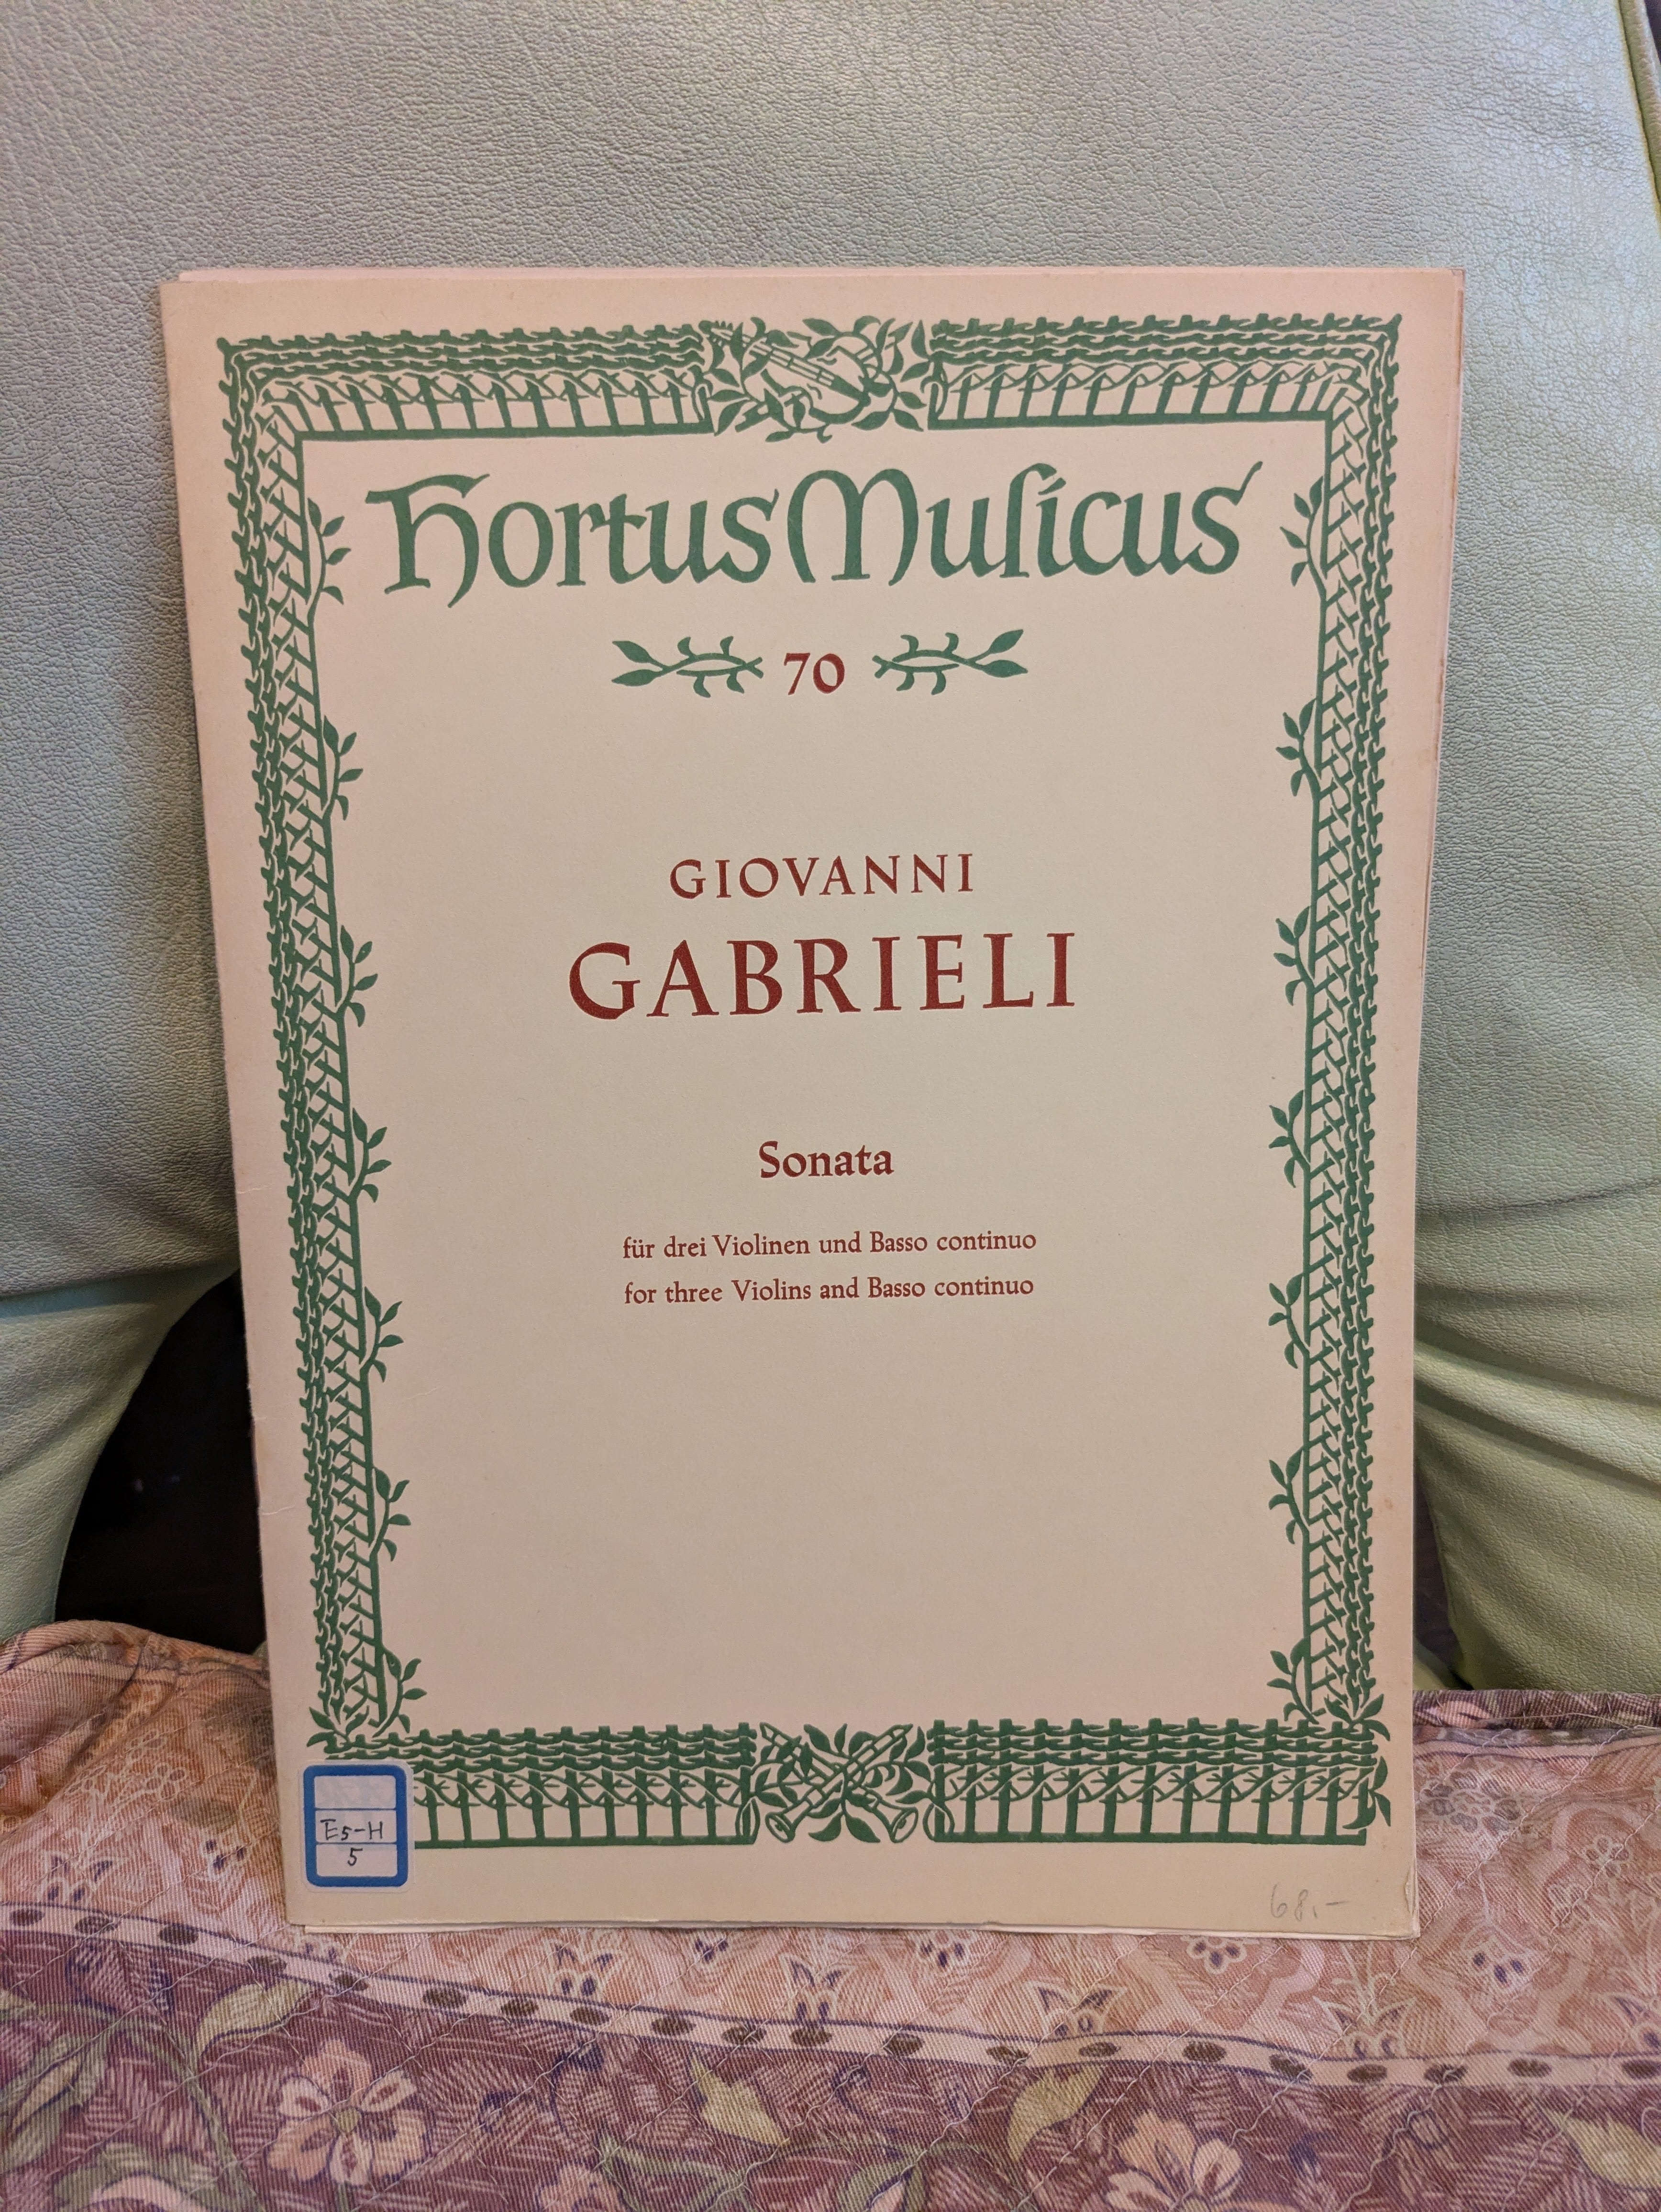 Hortus Muſicus
70
GIOVANNI
GABRIELI
Sonata
für drei Violinen und Basso continuo
for three Violins and Basso continuo
E5-H
5
68.-